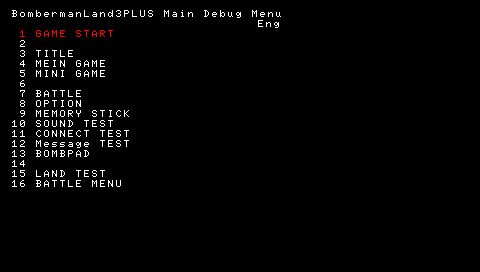 BombermanLand3PLUS Main Debug Menu
Eng
1 GAME START
2
3 TITLE
4 MEIN GAME
5 MINI GAME
6
7 BATTLE
8 OPTION
9 MEMORY STICK
10 SOUND TEST
11 CONNECT TEST
12 Message TEST
13 BOMBPAD
14
15 LAND TEST
16 BATTLE MENU